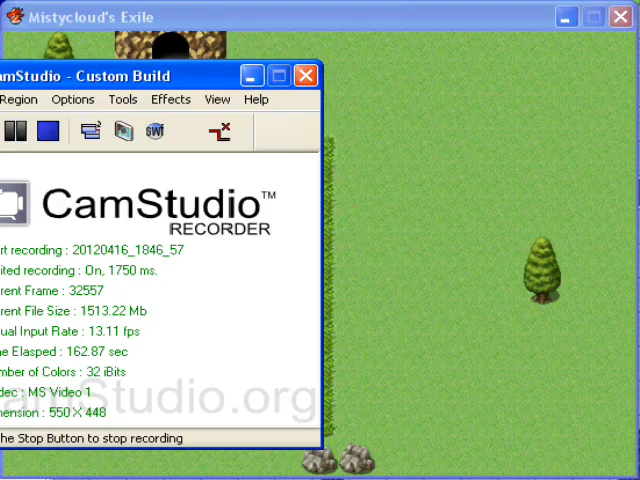 Mistycloud's Exile
amStudio - Custom Build
Region Options Tools Effects View Help
SWF
CamStudio™
RECORDER
rt recording : 20120416_1846_57
ited recording : On, 1750 ms.
rent Frame : 32557
rent File Size : 1513.22 Mb
ual Input Rate : 13.11 fps
e Elasped : 162.87 sec
mber of Colors : 32 iBits
dec : MS Video 1
mension : 550 X 448
amStudio.org
he Stop Button to stop recording